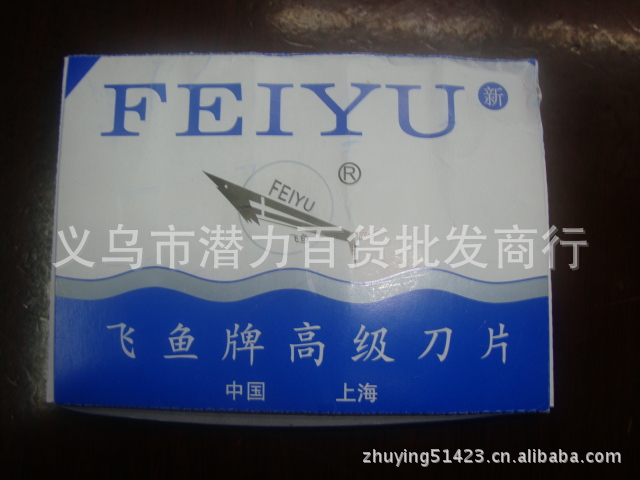 FEIYU 新
FEIYU
®
义乌市潜力百货批发商行
飞鱼牌高级刀片
中国 上海
zhuying51423.cn.alibaba.com